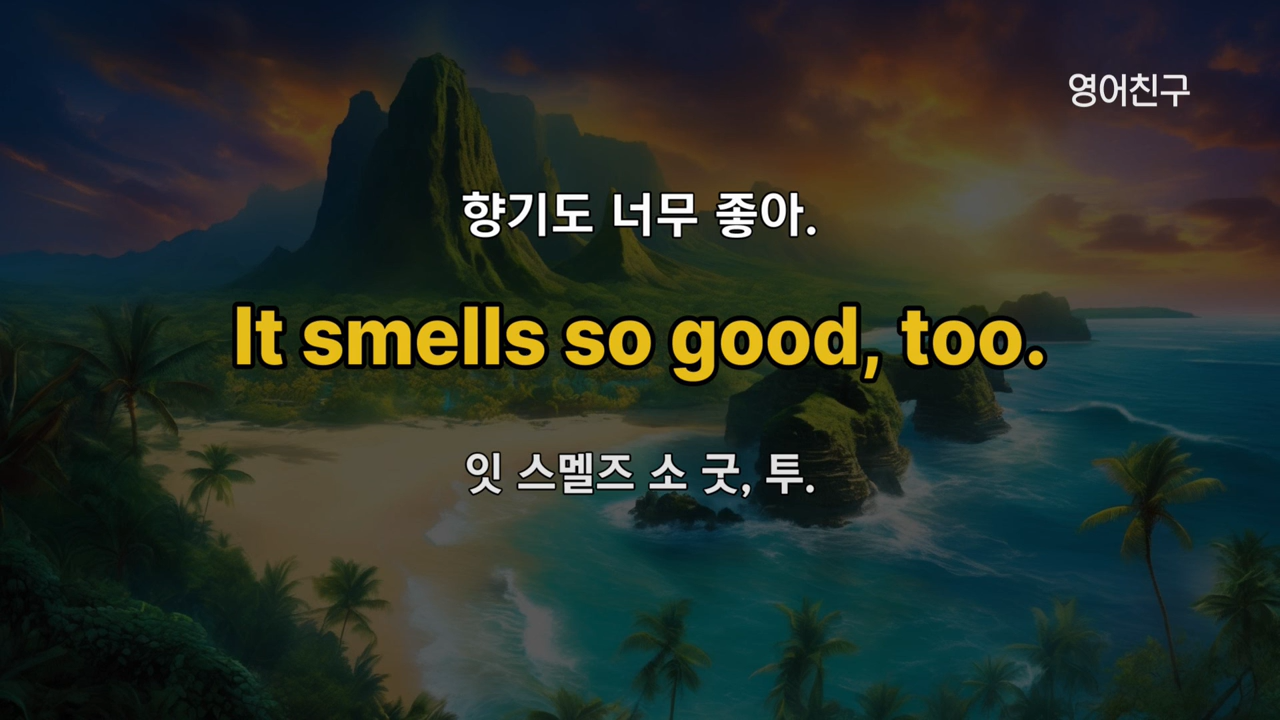 영어친구
향기도 너무 좋아.
It smells so good, too.
잇 스멜즈 소 굿, 투.